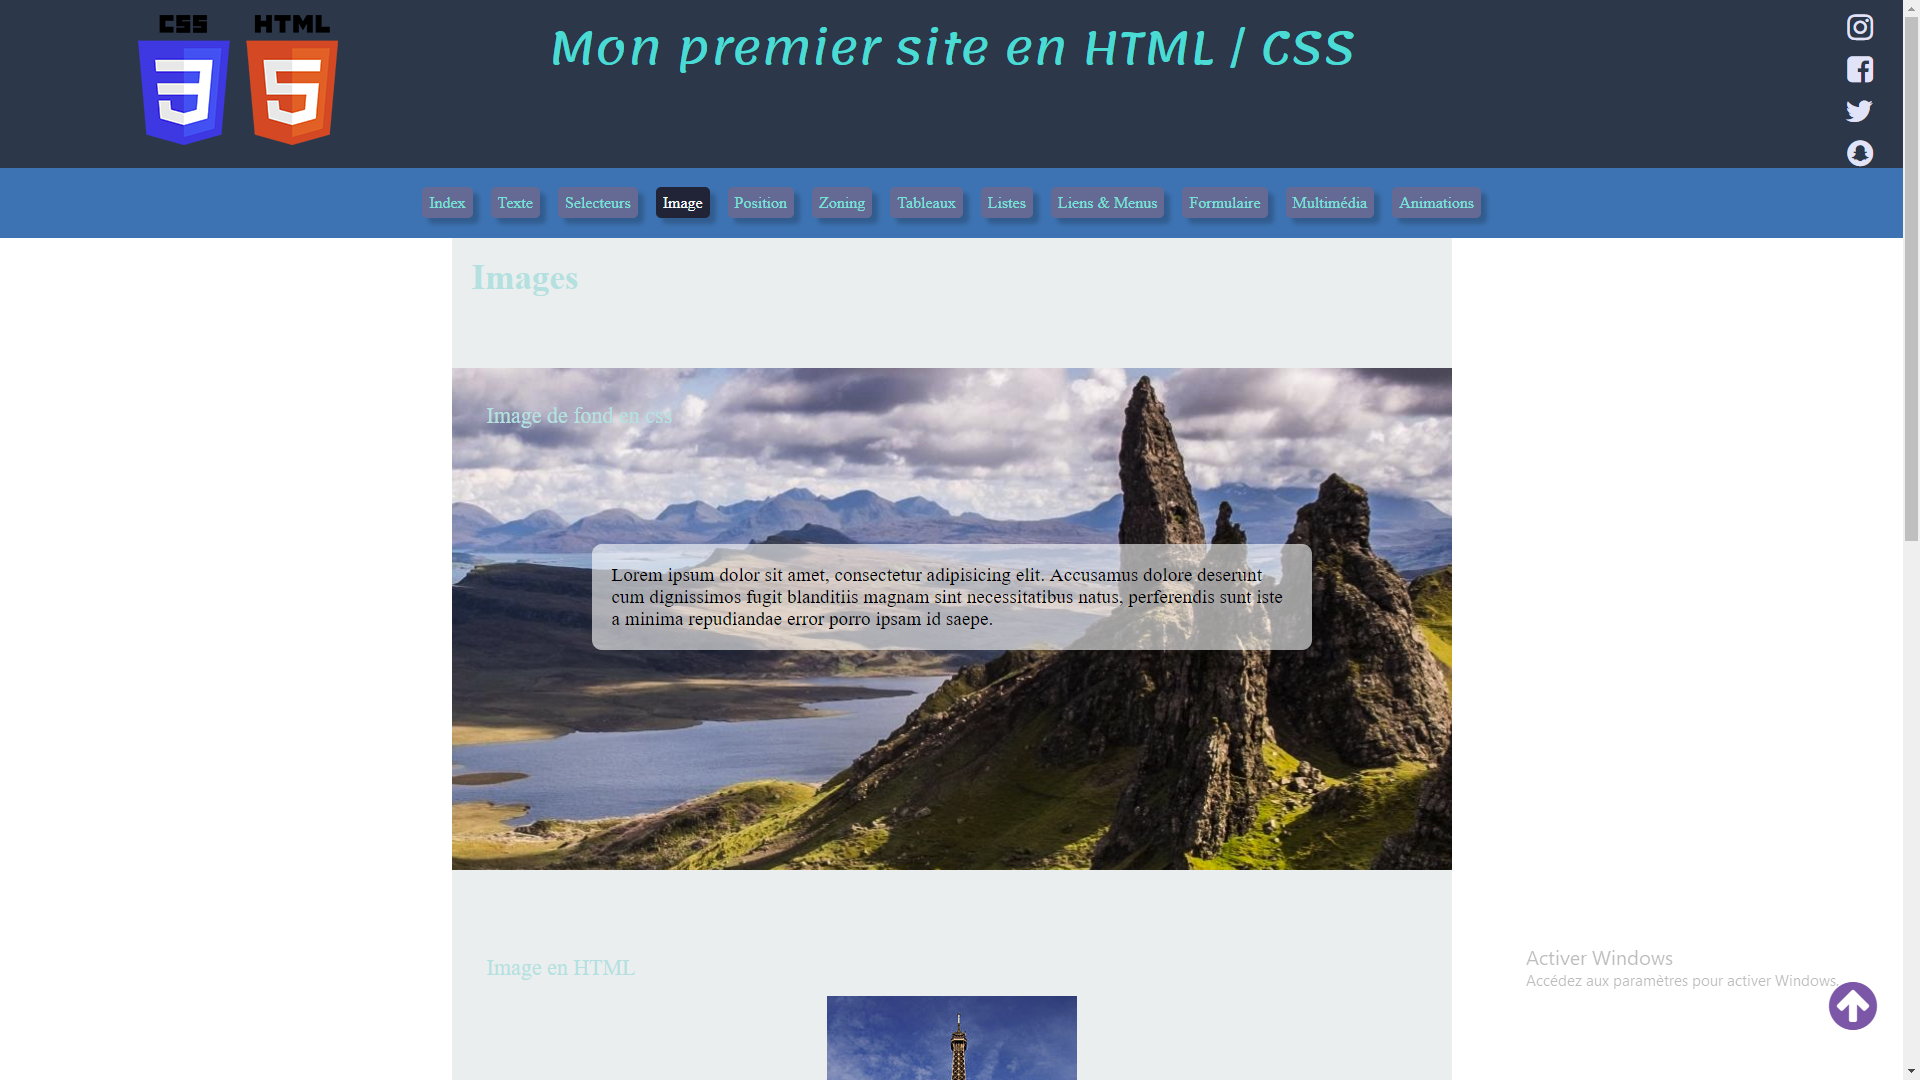 CSS HTML
Mon premier site en HTML / CSS
Index Texte Selecteurs Image Position Zoning Tableaux Listes Liens & Menus Formulaire Multimédia Animations
Images
Image de fond en css
Lorem ipsum dolor sit amet, consectetur adipisicing elit. Accusamus dolore deserunt
cum dignissimos fugit blanditiis magnam sint necessitatibus natus, perferendis sunt iste
a minima repudiandae error porro ipsam id saepe.
Activer Windows
Image en HTML
Accédez aux paramètres pour activer Windows.